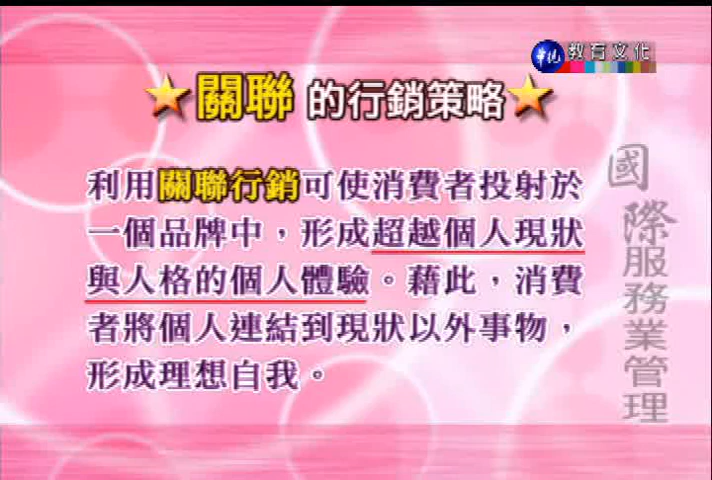 華視 教育文化
關聯 的行銷策略
利用關聯行銷可使消費者投射於
一個品牌中，形成超越個人現狀
與人格的個人體驗。藉此，消費
者將個人連結到現狀以外事物，
形成理想自我。
國際服務業管理